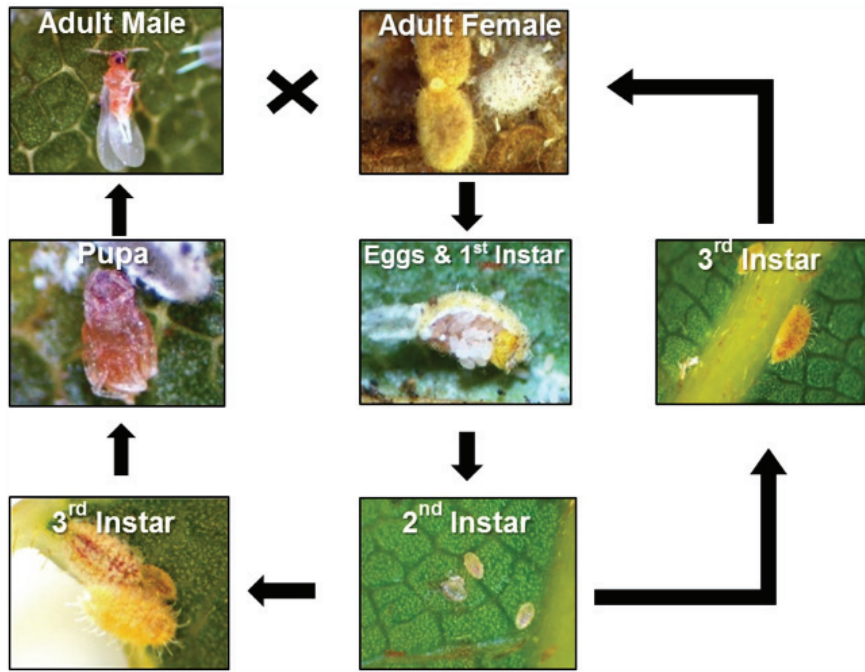 Adult Male
Adult Female
Pupa
Eggs & 1st Instar
3rd Instar
3rd Instar
2nd Instar